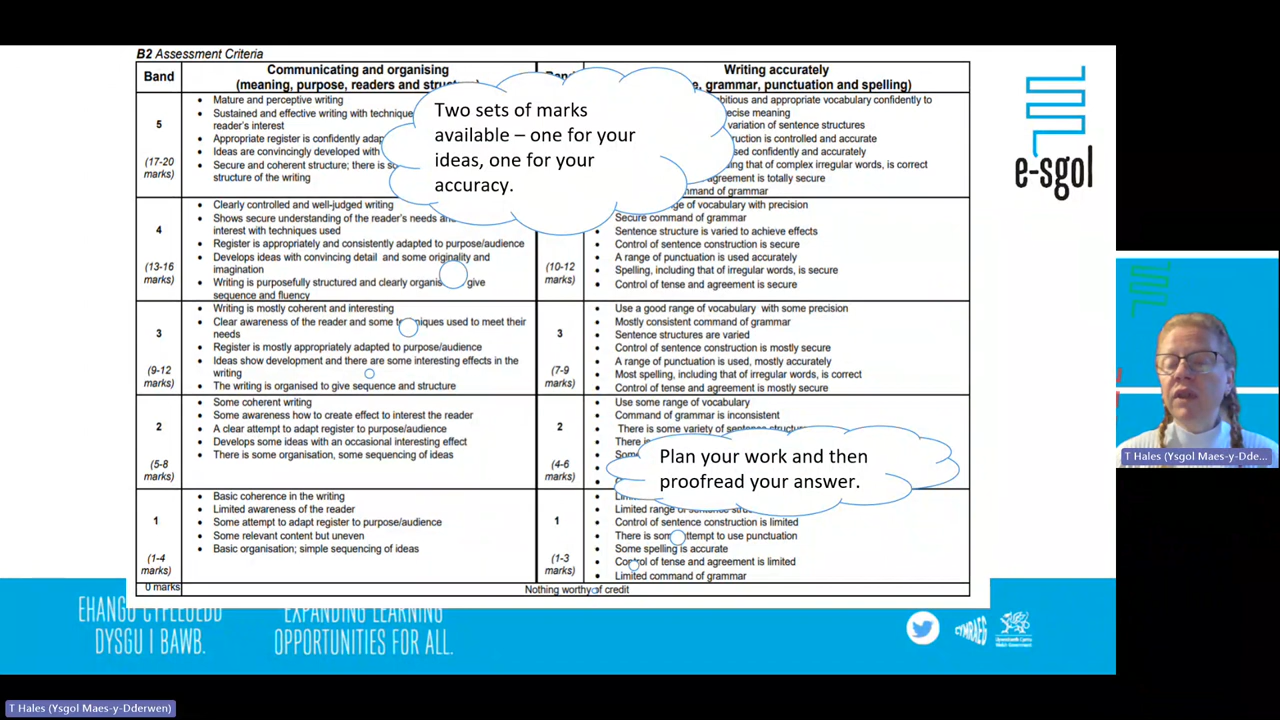 B2 Assessment Criteria
Band
Communicating and organising
(meaning, purpose, readers and
5
(17-20
marks)
Mature and perceptive writing
Sustained and effective writing with
reader's interest
Appropriate register is confidently
Ideas are convincingly developed with
Secure and coherent structure; there is
structure of the writing
4
(13-16
marks)
Clearly controlled and well-judged writing
Shows secure understanding of the reader's needs
interest with techniques used
Register is appropriately and consistently adapted to purpose/audience
Develops ideas with convincing detail and some originality and
imagination
Writing is purposefully structured and clearly give
sequence and fluency
3
(9-12
marks)
Writing is mostly coherent and interesting
Clear awareness of the reader and some techniques used to meet their
needs
Register is mostly appropriately adapted to purpose/audience
Ideas show development and there are some interesting effects in the
writing
The writing is organised to give sequence and structure
2
(5-8
marks)
Some coherent writing
Some awareness how to create effect to interest the reader
A clear attempt to adapt register to purpose/audience
Develops some ideas with an occasional interesting effect
There is some organisation, some sequencing of ideas
1
(1-4
marks)
Basic coherence in the writing
Limited awareness of the reader
Some attempt to adapt register to purpose/audience
Some relevant content but uneven
Basic organisation; simple sequencing of ideas
0 marks
Nothing worthy of credit
Writing accurately
grammar, punctuation and spelling)
and appropriate vocabulary confidently to
meaning
variation of sentence structures
is controlled and accurate
confidently and accurately
that of complex irregular words, is correct
agreement is totally secure
of grammar
(10-12
marks)
of vocabulary with precision
Secure command of grammar
Sentence structure is varied to achieve effects
Control of sentence construction is secure
A range of punctuation is used accurately
Spelling, including that of irregular words, is secure
Control of tense and agreement is secure
3
(7-9
marks)
Use a good range of vocabulary with some precision
Mostly consistent command of grammar
Sentence structures are varied
Control of sentence construction is mostly secure
A range of punctuation is used, mostly accurately
Most spelling, including that of irregular words, is correct
Control of tense and agreement is mostly secure
2
(4-6
marks)
Use some range of vocabulary
Command of grammar is inconsistent
There is some variety of sentence
1
(1-3
marks)
Limited range of sentence
Control of sentence construction is limited
There is some attempt to use punctuation
Some spelling is accurate
Control of tense and agreement is limited
Limited command of grammar
Two sets of marks
available – one for your
ideas, one for your
accuracy.
Plan your work and then
proofread your answer.
e-sgol
T Hales (Ysgol Maes-y-Dde...
EHANGU CYFLEOEDD
DYSGU I BAWB.
EXPANDING LEARNING
OPPORTUNITIES FOR ALL.
CYMRAEG
T Hales (Ysgol Maes-y-Dderwen)